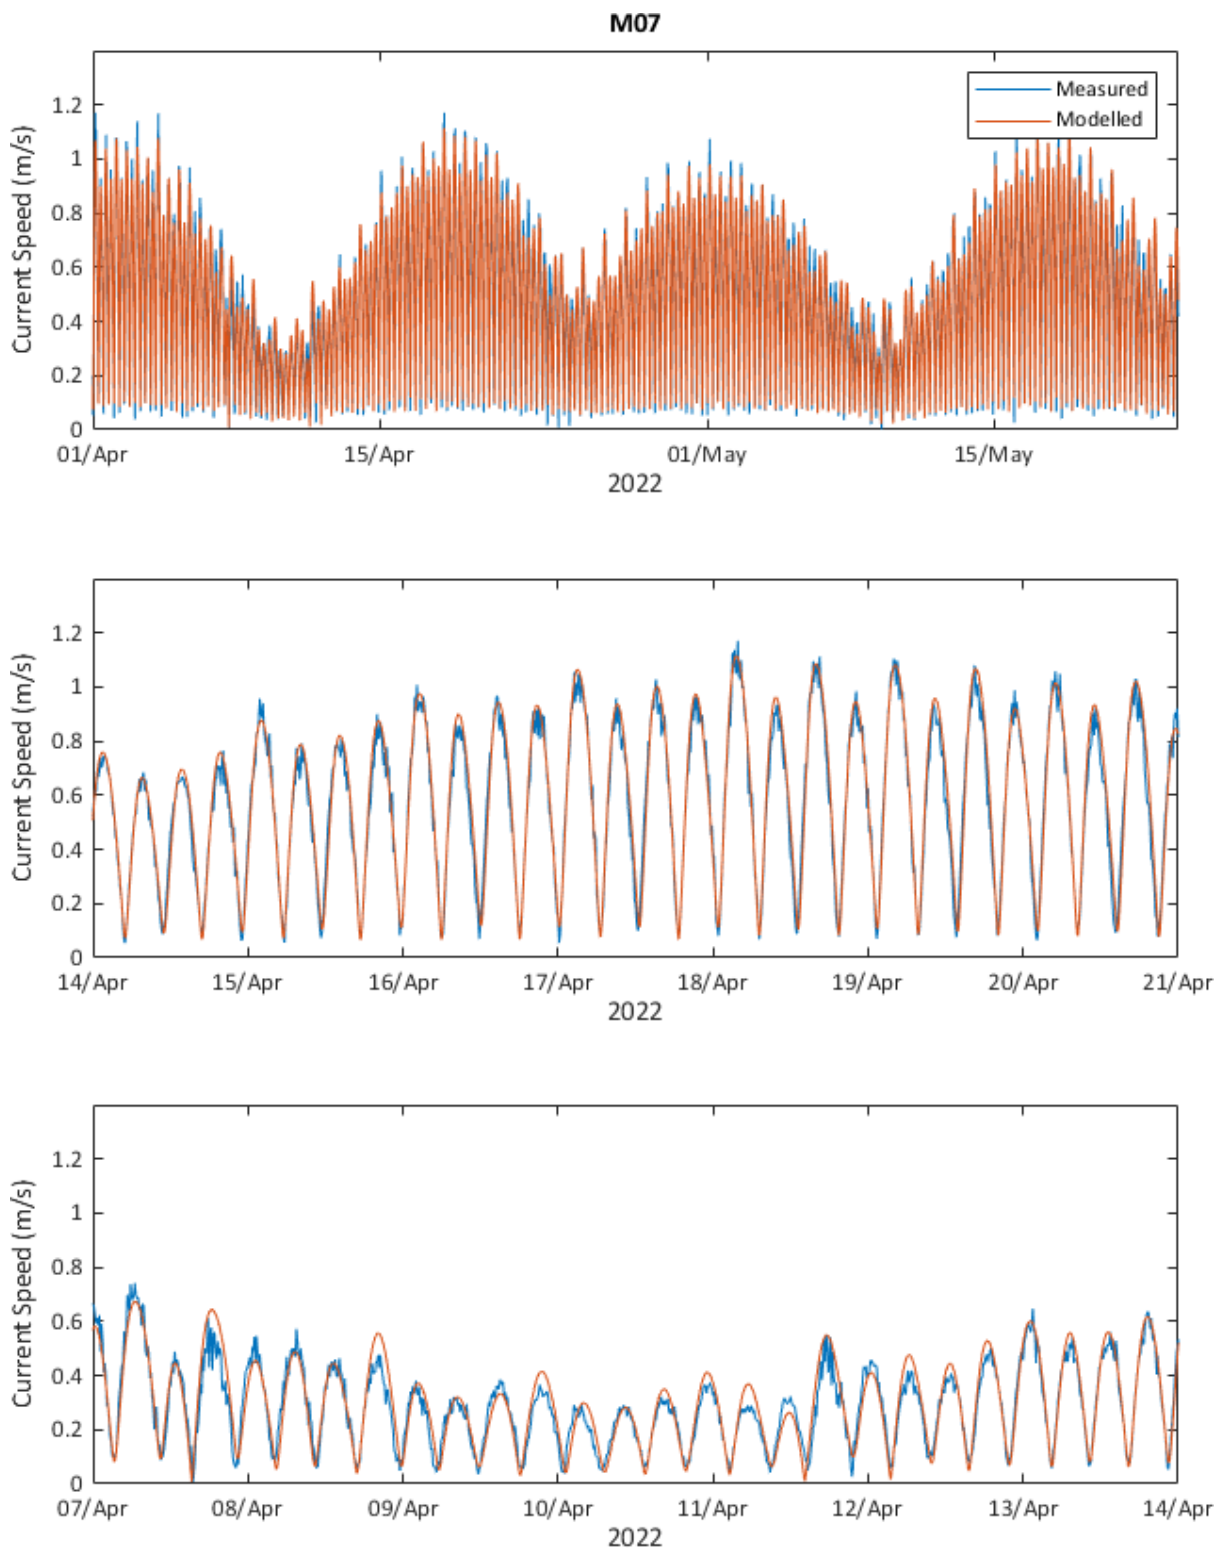 M07
Current Speed (m/s)
1.2
1
0.8
0.6
0.4
0.2
0
Measured
Modelled
01/Apr 15/Apr 01/May 15/May
2022
Current Speed (m/s)
1.2
1
0.8
0.6
0.4
0.2
0
14/Apr 15/Apr 16/Apr 17/Apr 18/Apr 19/Apr 20/Apr 21/Apr
2022
Current Speed (m/s)
1.2
1
0.8
0.6
0.4
0.2
0
07/Apr 08/Apr 09/Apr 10/Apr 11/Apr 12/Apr 13/Apr 14/Apr
2022